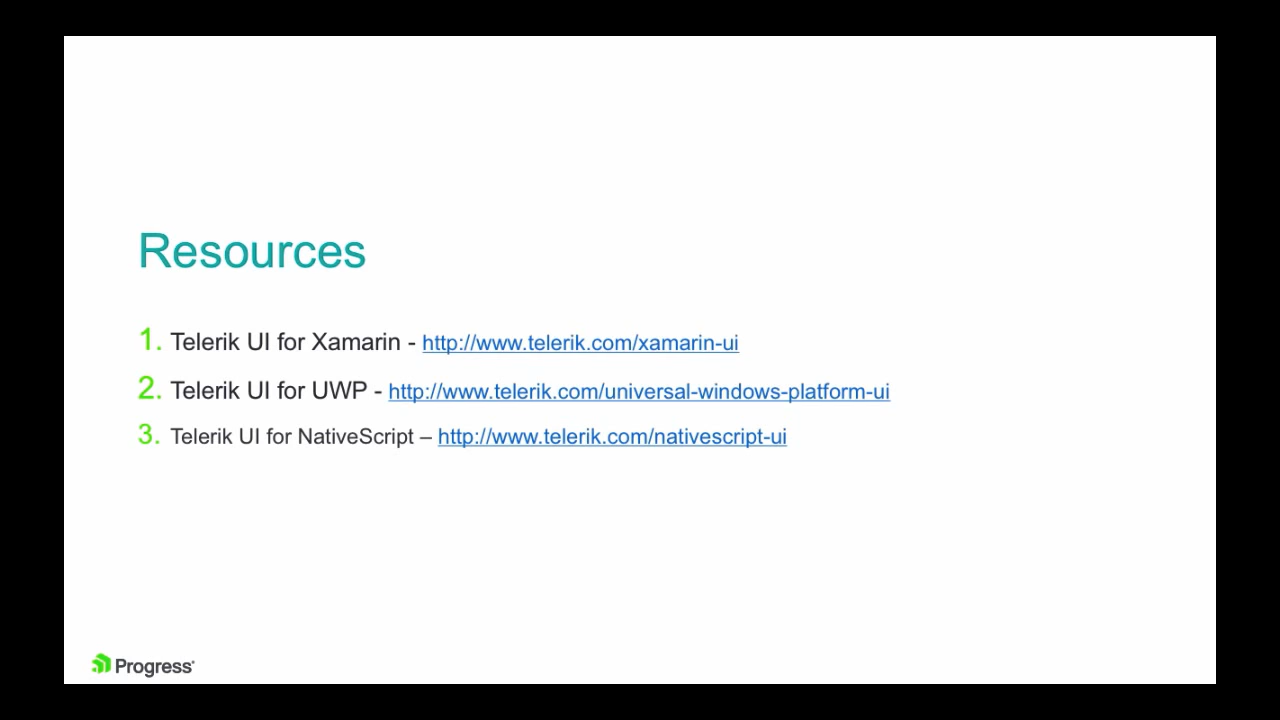 Resources
1. Telerik UI for Xamarin - http://www.telerik.com/xamarin-ui
2. Telerik UI for UWP - http://www.telerik.com/universal-windows-platform-ui
3. Telerik UI for NativeScript – http://www.telerik.com/nativescript-ui
Progress®